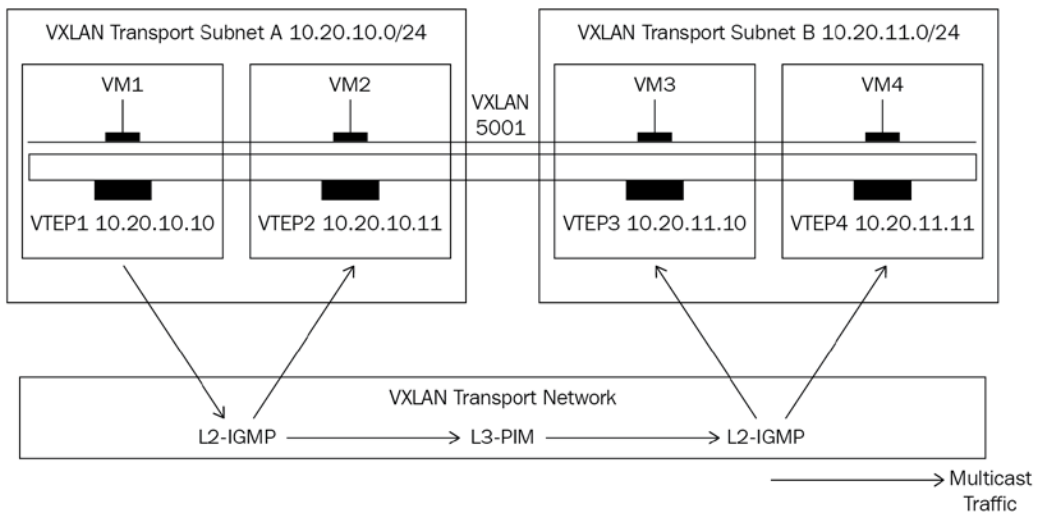 VXLAN Transport Subnet A 10.20.10.0/24
VXLAN Transport Subnet B 10.20.11.0/24
VM1
VM2
VXLAN
5001
VM3
VM4
VTEP1 10.20.10.10
VTEP2 10.20.10.11
VTEP3 10.20.11.10
VTEP4 10.20.11.11
VXLAN Transport Network
L2-IGMP
L3-PIM
L2-IGMP
Multicast
Traffic